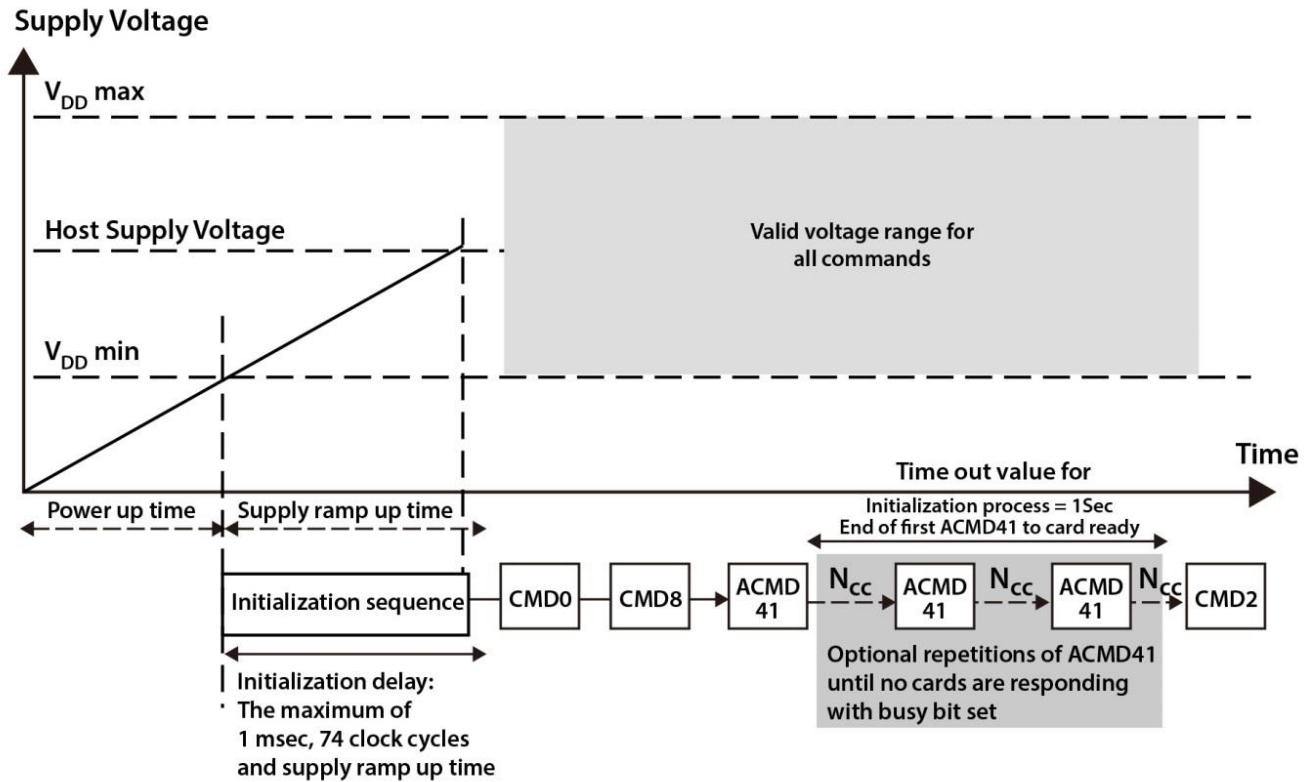 Supply Voltage
V_DD max
Host Supply Voltage
Valid voltage range for
all commands
V_DD min
Time
Time out value for
Power up time
Supply ramp up time
Initialization process = 1Sec
End of first ACMD41 to card ready
Initialization sequence
CMD0
CMD8
ACMD
41
N_CC
ACMD
41
N_CC
ACMD
41
N_CC
CMD2
Optional repetitions of ACMD41
until no cards are responding
with busy bit set
Initialization delay:
The maximum of
1 msec, 74 clock cycles
and supply ramp up time